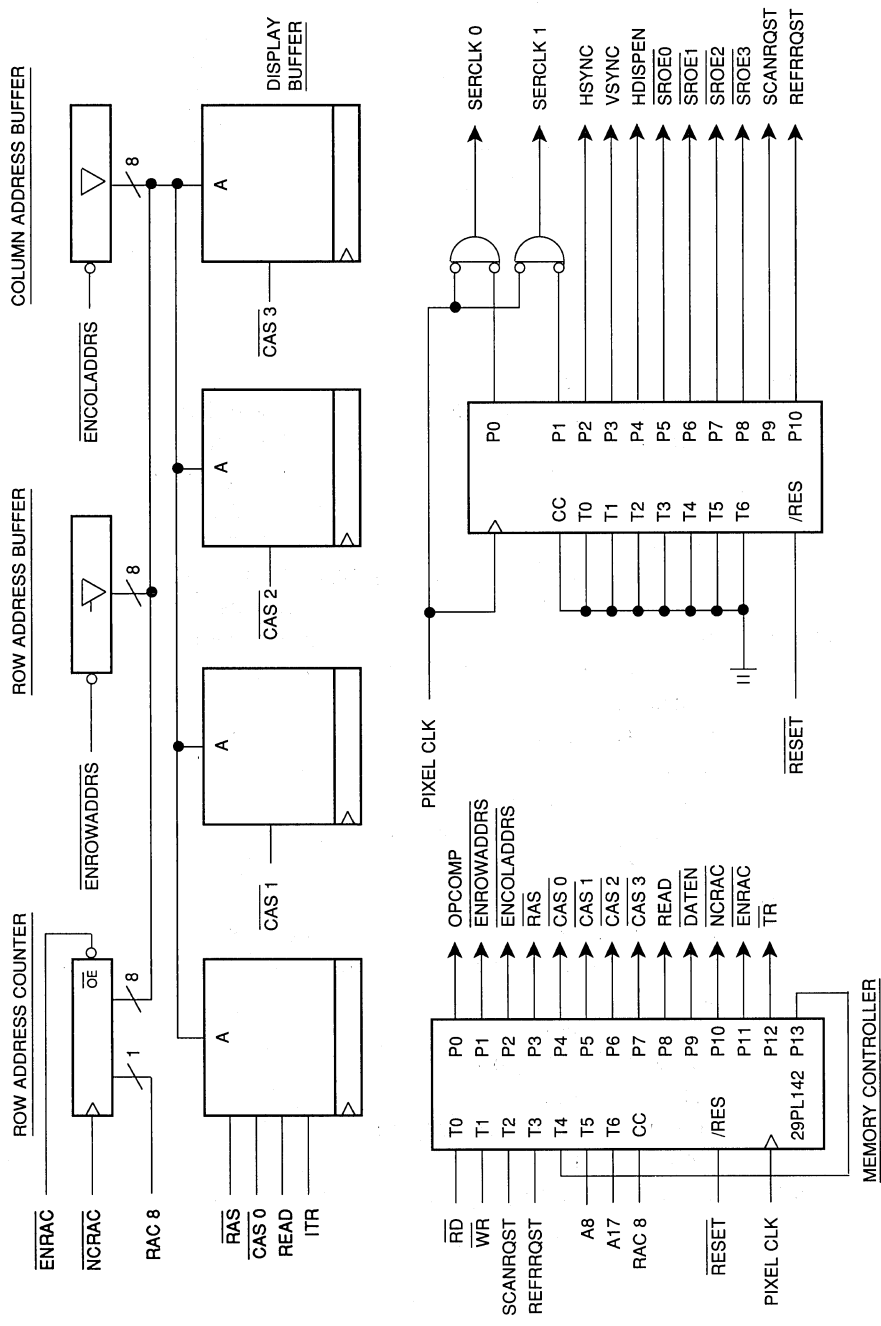 ROW ADDRESS COUNTER
ROW ADDRESS BUFFER
COLUMN ADDRESS BUFFER
ENRAC
NCRAC
RAC 8
OE
1
8
ENROWADDRS
8
ENCOLADDRS
8
RAS
CAS 0
READ
ITR
A
CAS 1
A
CAS 2
A
CAS 3
A
DISPLAY
BUFFER
RD
WR
SCANRQST
REFRRQST
A8
A17
RAC 8
RESET
PIXEL CLK
T0
T1
T2
T3
T4
T5
T6
CC
/RES
29PL142
P0
P1
P2
P3
P4
P5
P6
P7
P8
P9
P10
P11
P12
P13
OPCOMP
ENROWADDRS
ENCOLADDRS
RAS
CAS 0
CAS 1
CAS 2
CAS 3
READ
DATEN
NCRAC
ENRAC
TR
MEMORY CONTROLLER
PIXEL CLK
RESET
CC
T0
T1
T2
T3
T4
T5
T6
/RES
P0
P1
P2
P3
P4
P5
P6
P7
P8
P9
P10
SERCLK 0
SERCLK 1
HSYNC
VSYNC
HDISPEN
SROE0
SROE1
SROE2
SROE3
SCANRQST
REFRRQST